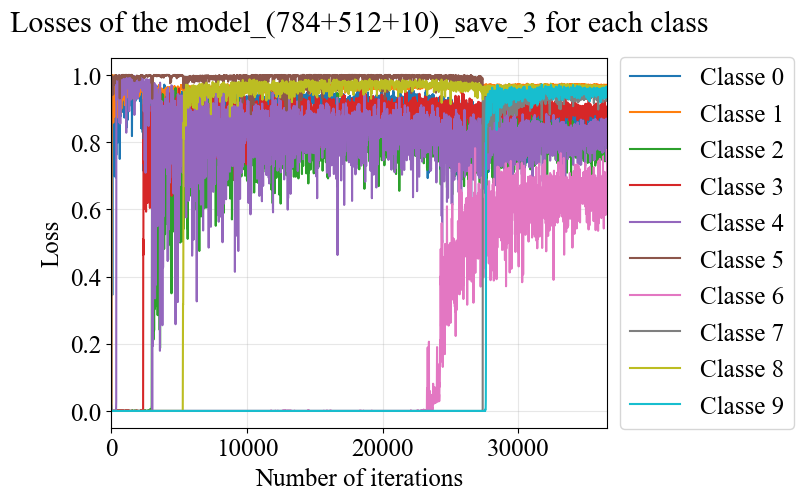 Losses of the model_(784+512+10)_save_3 for each class
Loss
1.0
0.8
0.6
0.4
0.2
0.0
0
10000
20000
30000
Number of iterations
Classe 0
Classe 1
Classe 2
Classe 3
Classe 4
Classe 5
Classe 6
Classe 7
Classe 8
Classe 9